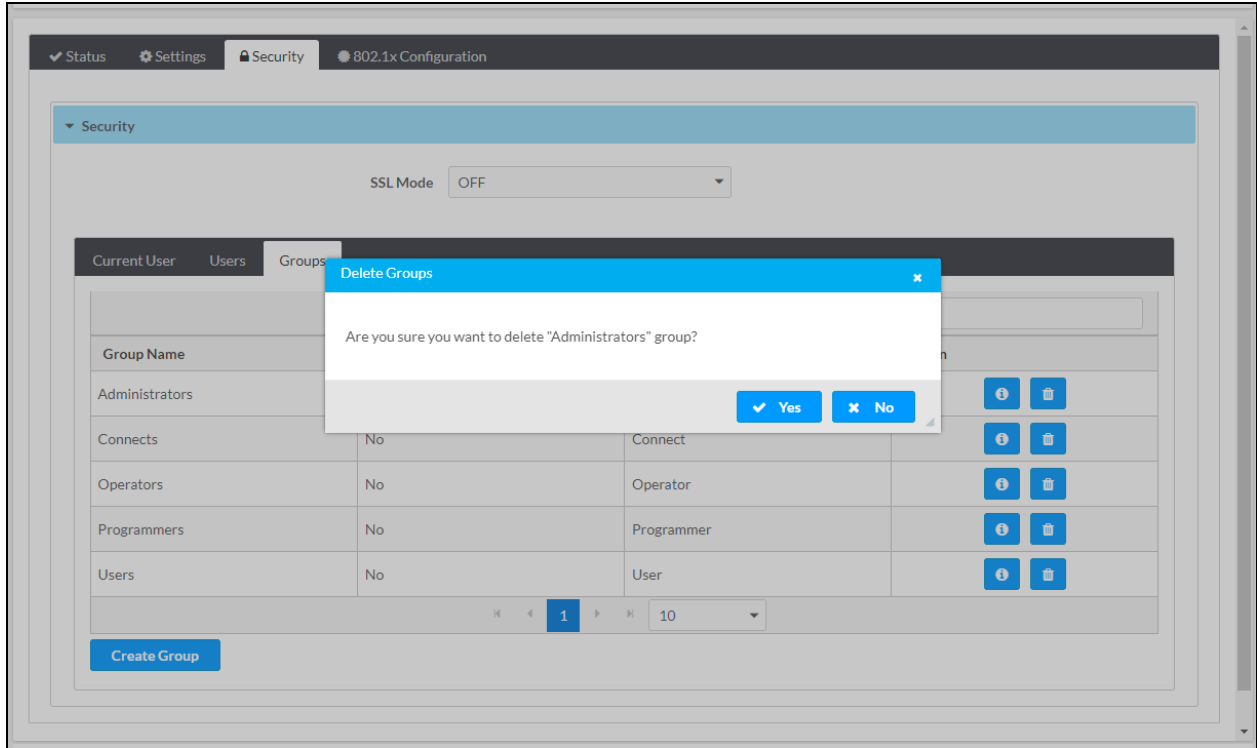 Status Settings Security 802.1x Configuration
Security
SSL Mode OFF
Current User Users Groups
Delete Groups
Are you sure you want to delete "Administrators" group?
Yes No
Group Name
Administrators
Connects No Connect
Operators No Operator
Programmers No Programmer
Users No User
1 10
Create Group